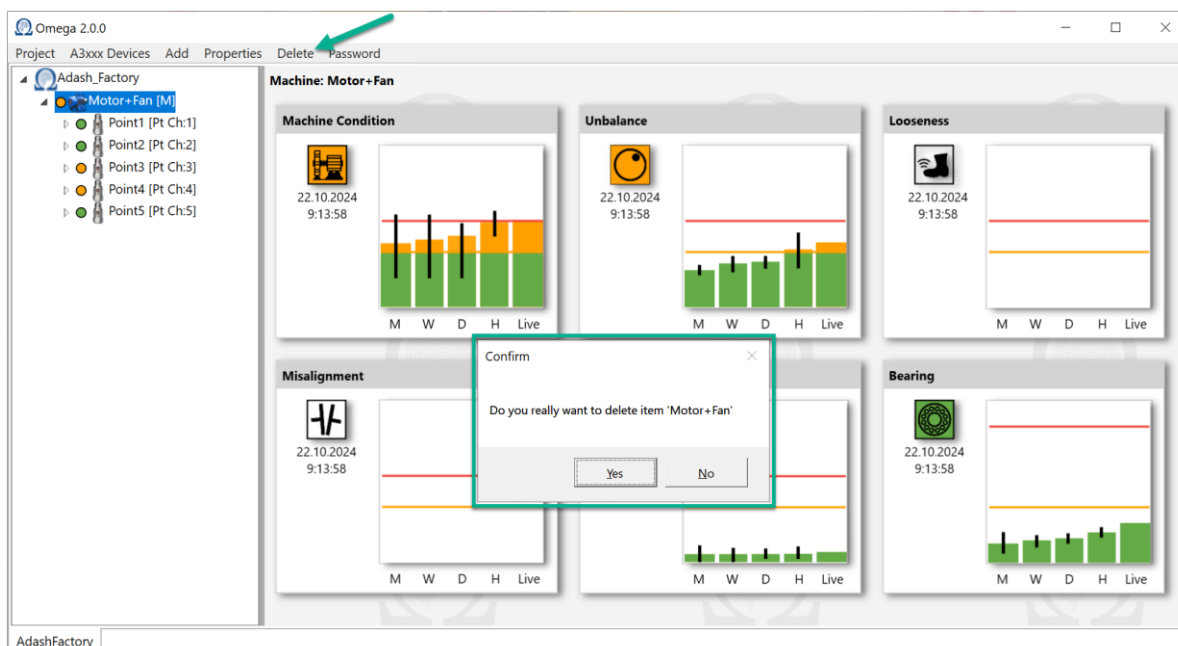 Omega 2.0.0
Project A3xxx Devices Add Properties Delete Password
Adash_Factory
Motor+Fan [M]
Point1 [Pt Ch:1]
Point2 [Pt Ch:2]
Point3 [Pt Ch:3]
Point4 [Pt Ch:4]
Point5 [Pt Ch:5]
Machine: Motor+Fan
Machine Condition
22.10.2024
9:13:58
M W D H Live
Unbalance
22.10.2024
9:13:58
M W D H Live
Looseness
22.10.2024
9:13:58
M W D H Live
Misalignment
22.10.2024
9:13:58
M W D H Live
Confirm
Do you really want to delete item 'Motor+Fan'
Yes
No
M W D H Live
Bearing
22.10.2024
9:13:58
M W D H Live
AdashFactory